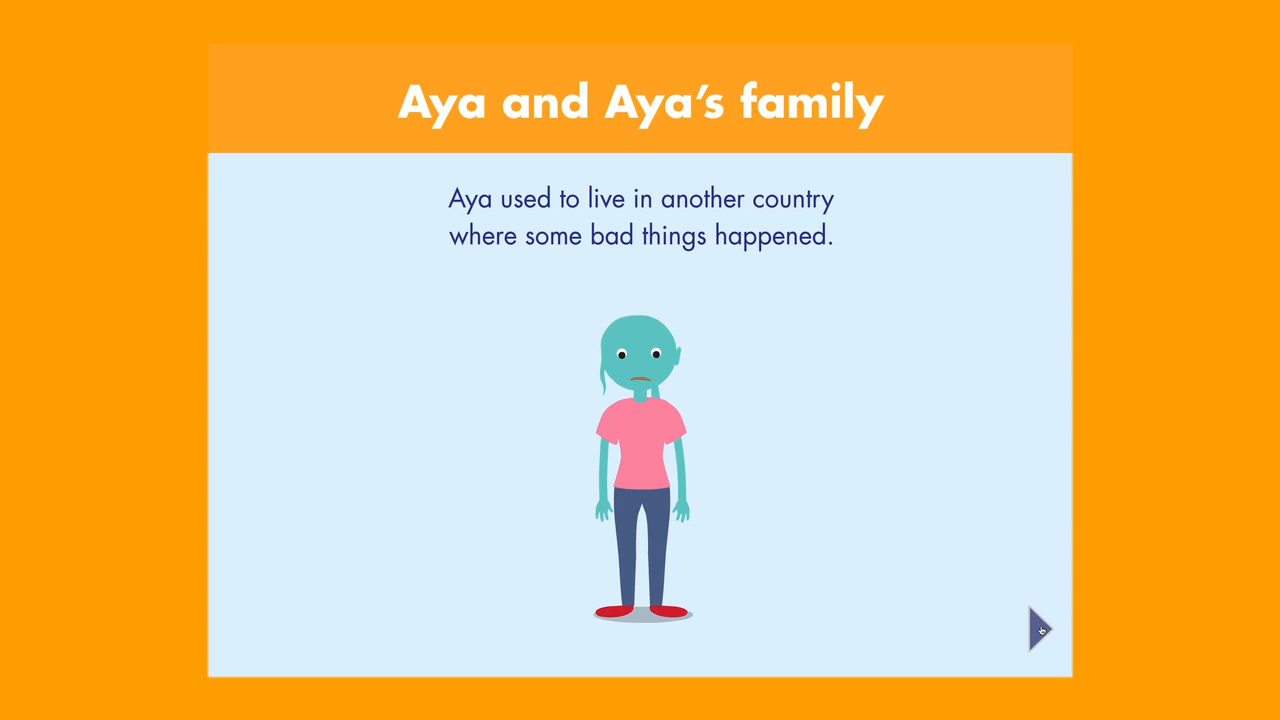 Aya and Aya’s family
Aya used to live in another country
where some bad things happened.